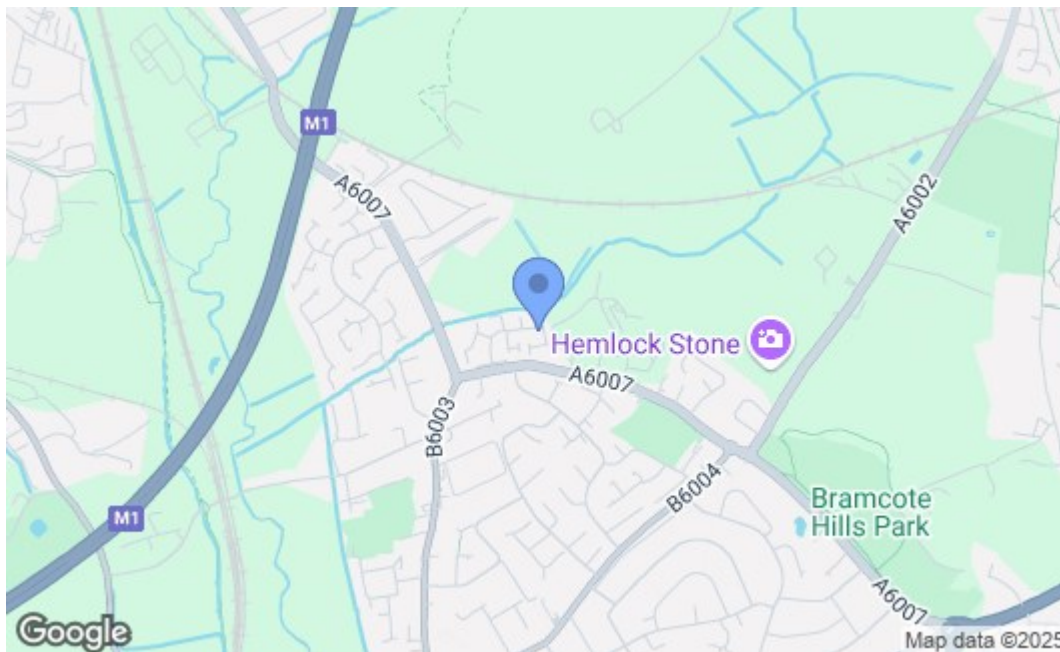 M1
A6007
A6002
Hemlock Stone
A6007
B6003
B6004
Bramcote
Hills Park
M1
A6007
Google
Map data ©2025